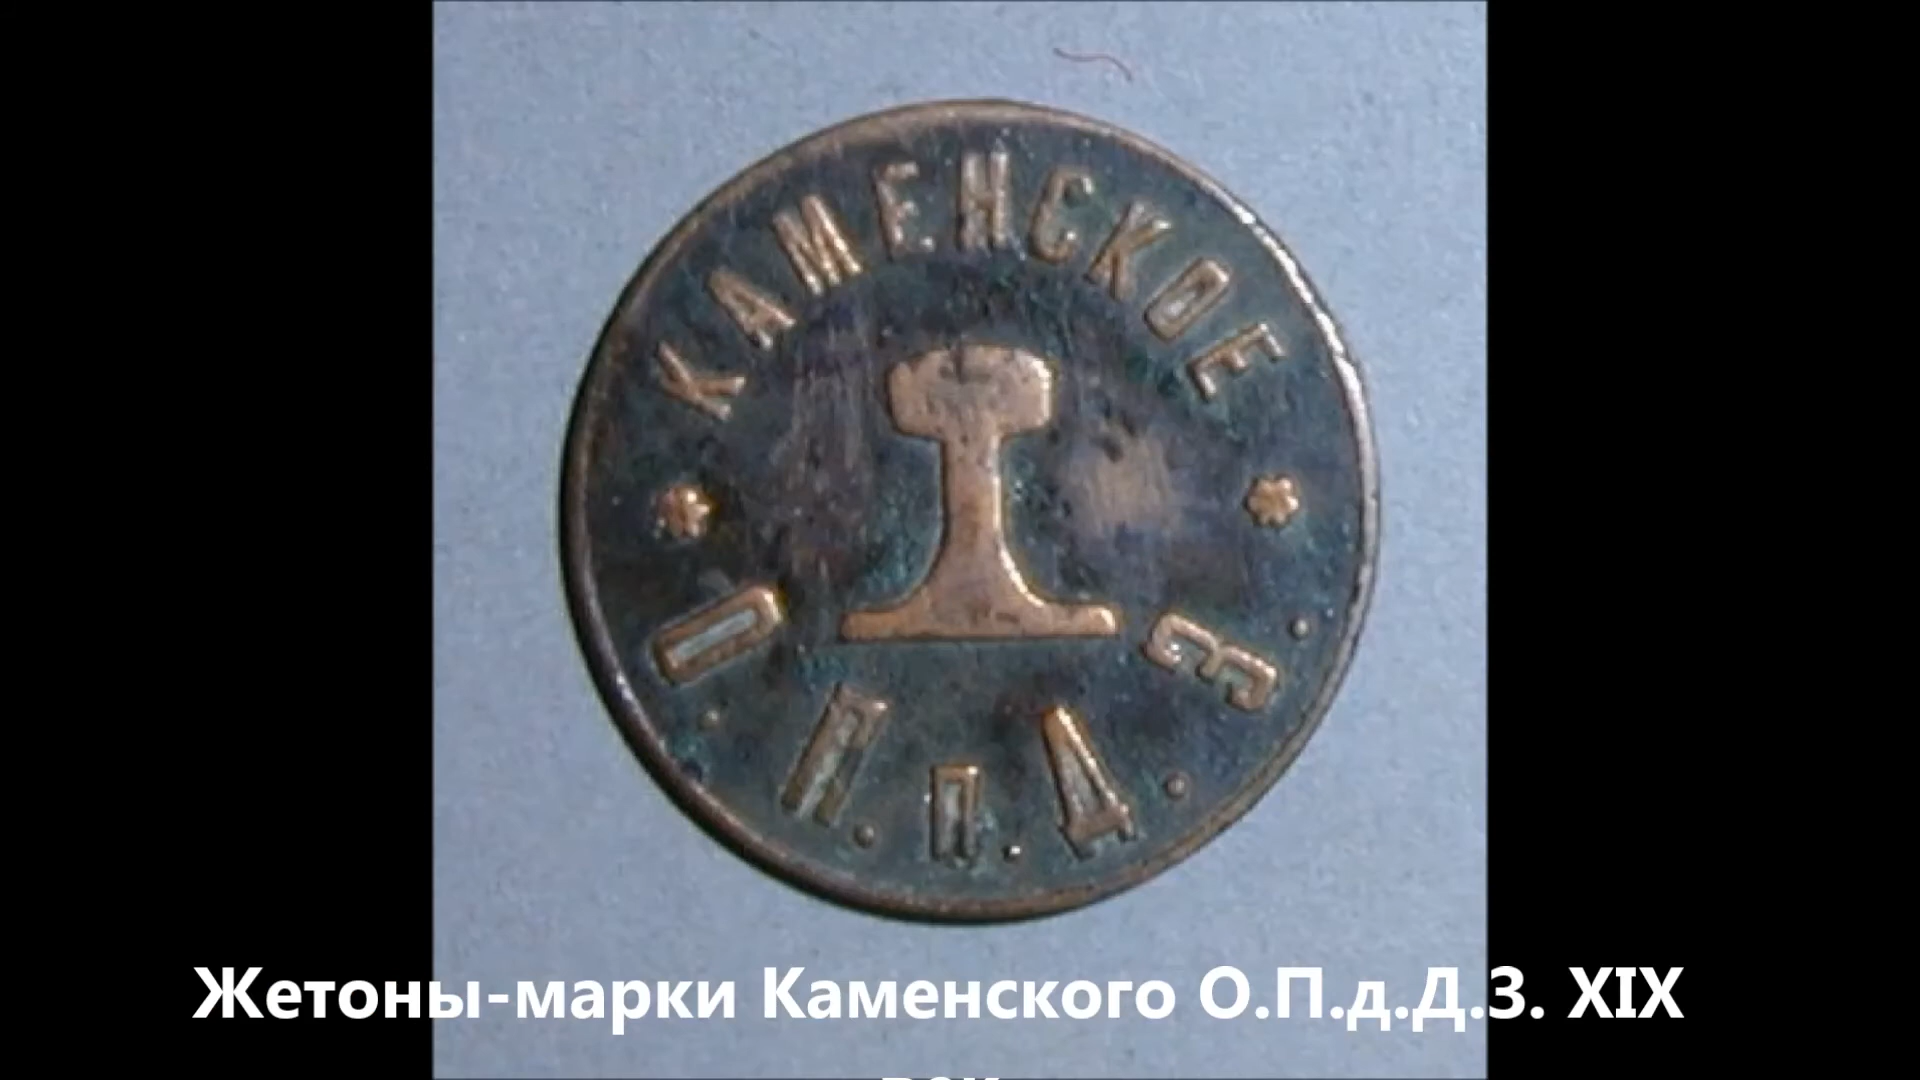 КАМЕНСКОЕ
О.П.П.Д.З.
Жетоны-марки Каменского О.П.д.Д.З. XIX